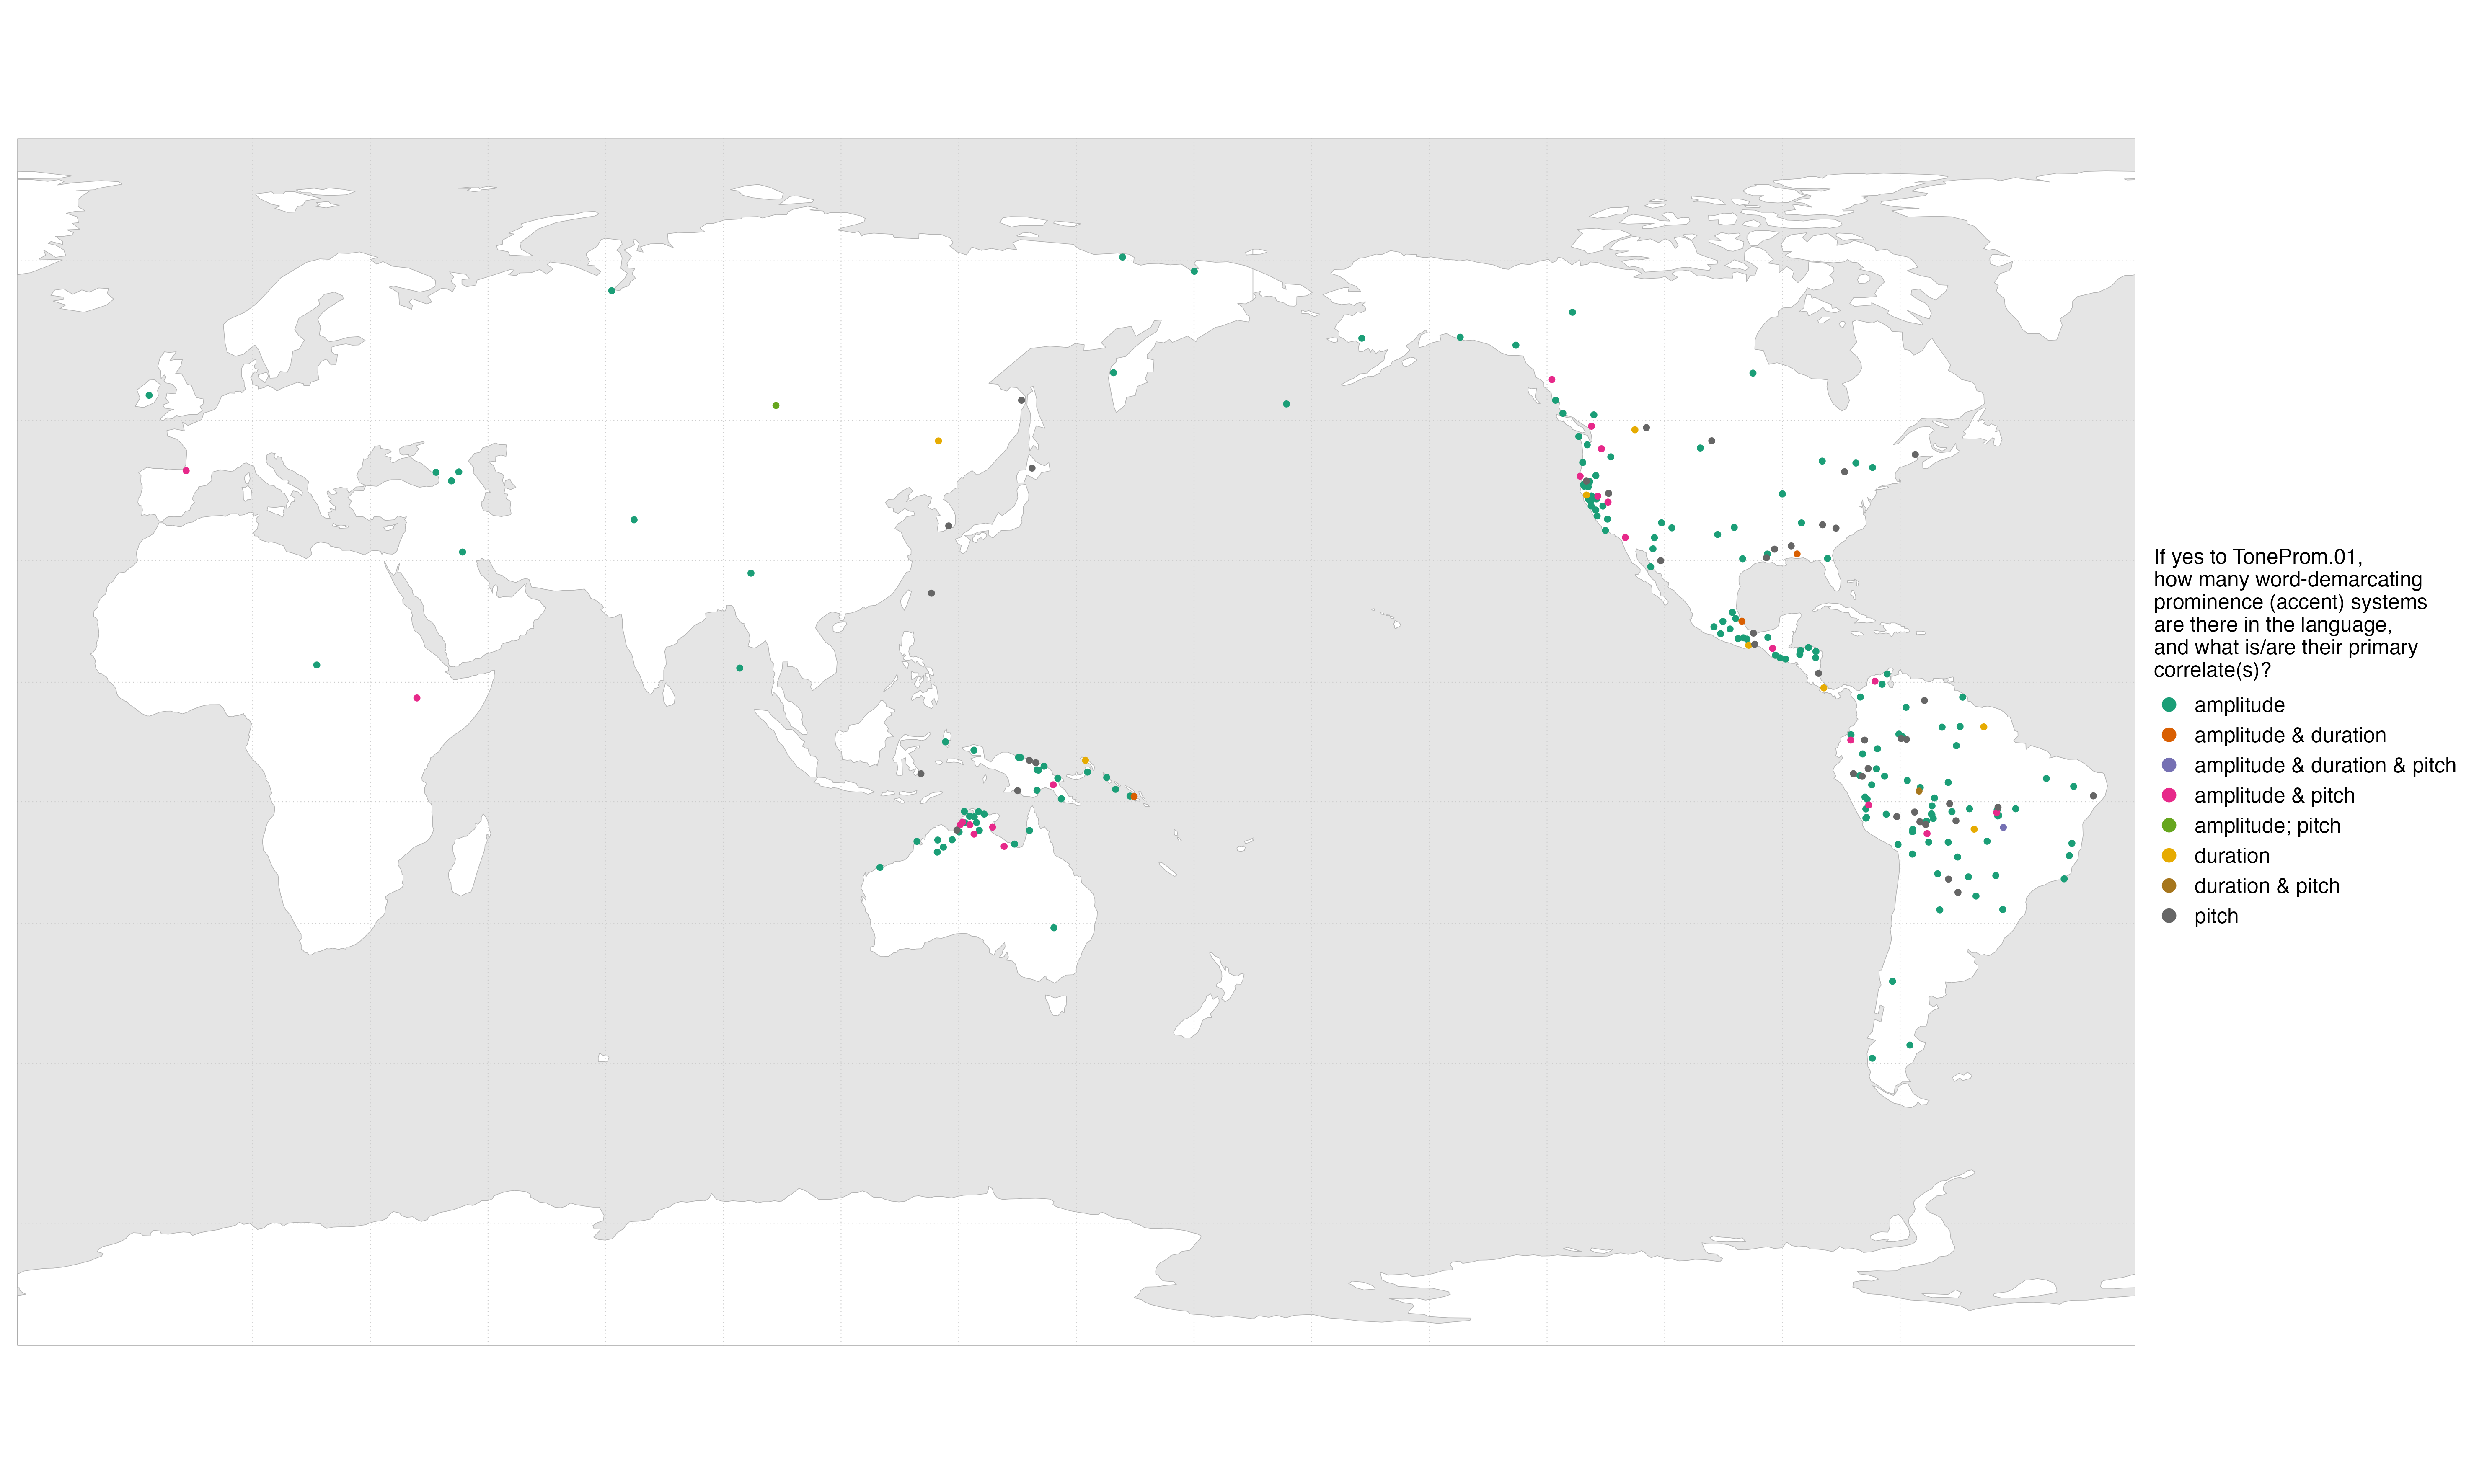 If yes to ToneProm.01,
how many word-demarcating
prominence (accent) systems
are there in the language,
and what is/are their primary
correlate(s)?
amplitude
amplitude & duration
amplitude & duration & pitch
amplitude & pitch
amplitude; pitch
duration
duration & pitch
pitch